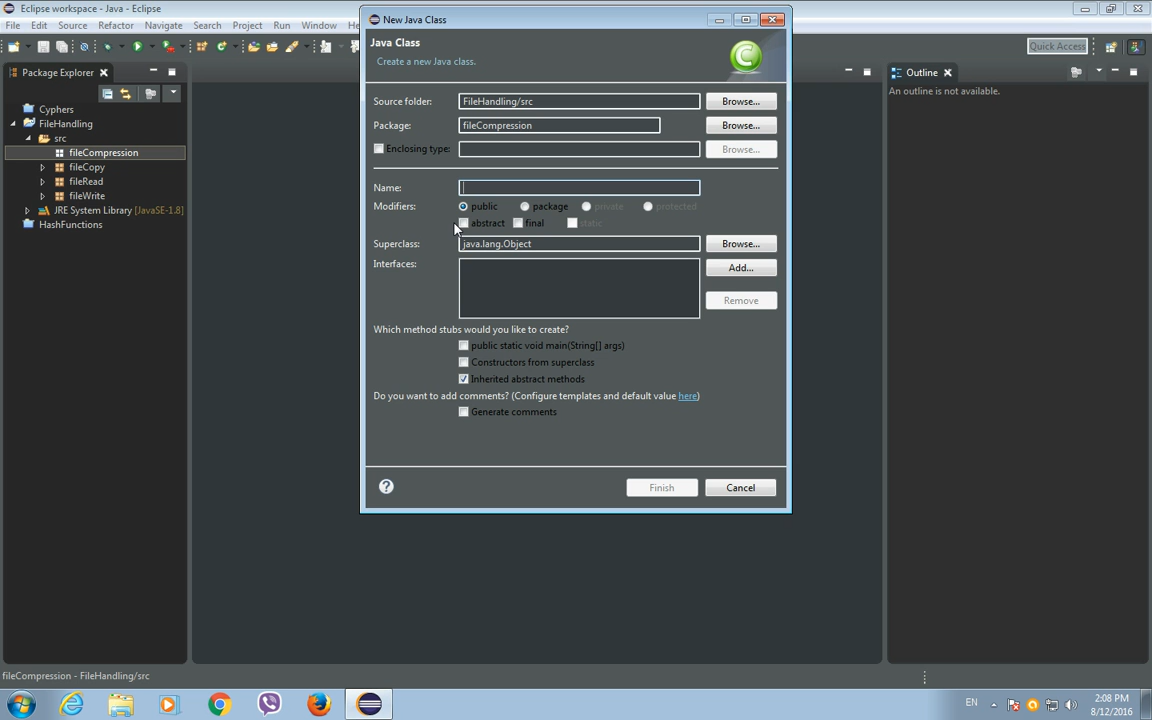 Eclipse workspace - Java - Eclipse
File Edit Source Refactor Navigate Search Project Run Window He
Quick Access
Package Explorer
Cyphers
FileHandling
src
fileCompression
fileCopy
fileRead
fileWrite
JRE System Library [JavaSE-1.8]
HashFunctions
New Java Class
Java Class
Create a new Java class.
C
Source folder: FileHandling/src Browse...
Package: fileCompression Browse...
Enclosing type: Browse...
Name:
Modifiers: public package private protected
abstract final static
Superclass: java.lang.Object Browse...
Interfaces: Add...
Remove
Which method stubs would you like to create?
public static void main(String[] args)
Constructors from superclass
Inherited abstract methods
Do you want to add comments? (Configure templates and default value here)
Generate comments
? Finish Cancel
Outline
An outline is not available.
fileCompression - FileHandling/src
EN 2:08 PM
8/12/2016